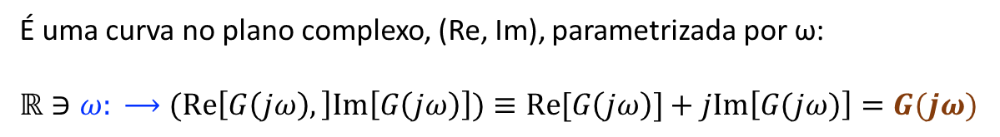 É uma curva no plano complexo, (Re, Im), parametrizada por ω:
ℝ ∋ ω: ⟶ (Re[G(jω),]Im[G(jω)]) ≡ Re[G(jω)] + jIm[G(jω)] = G(jω)